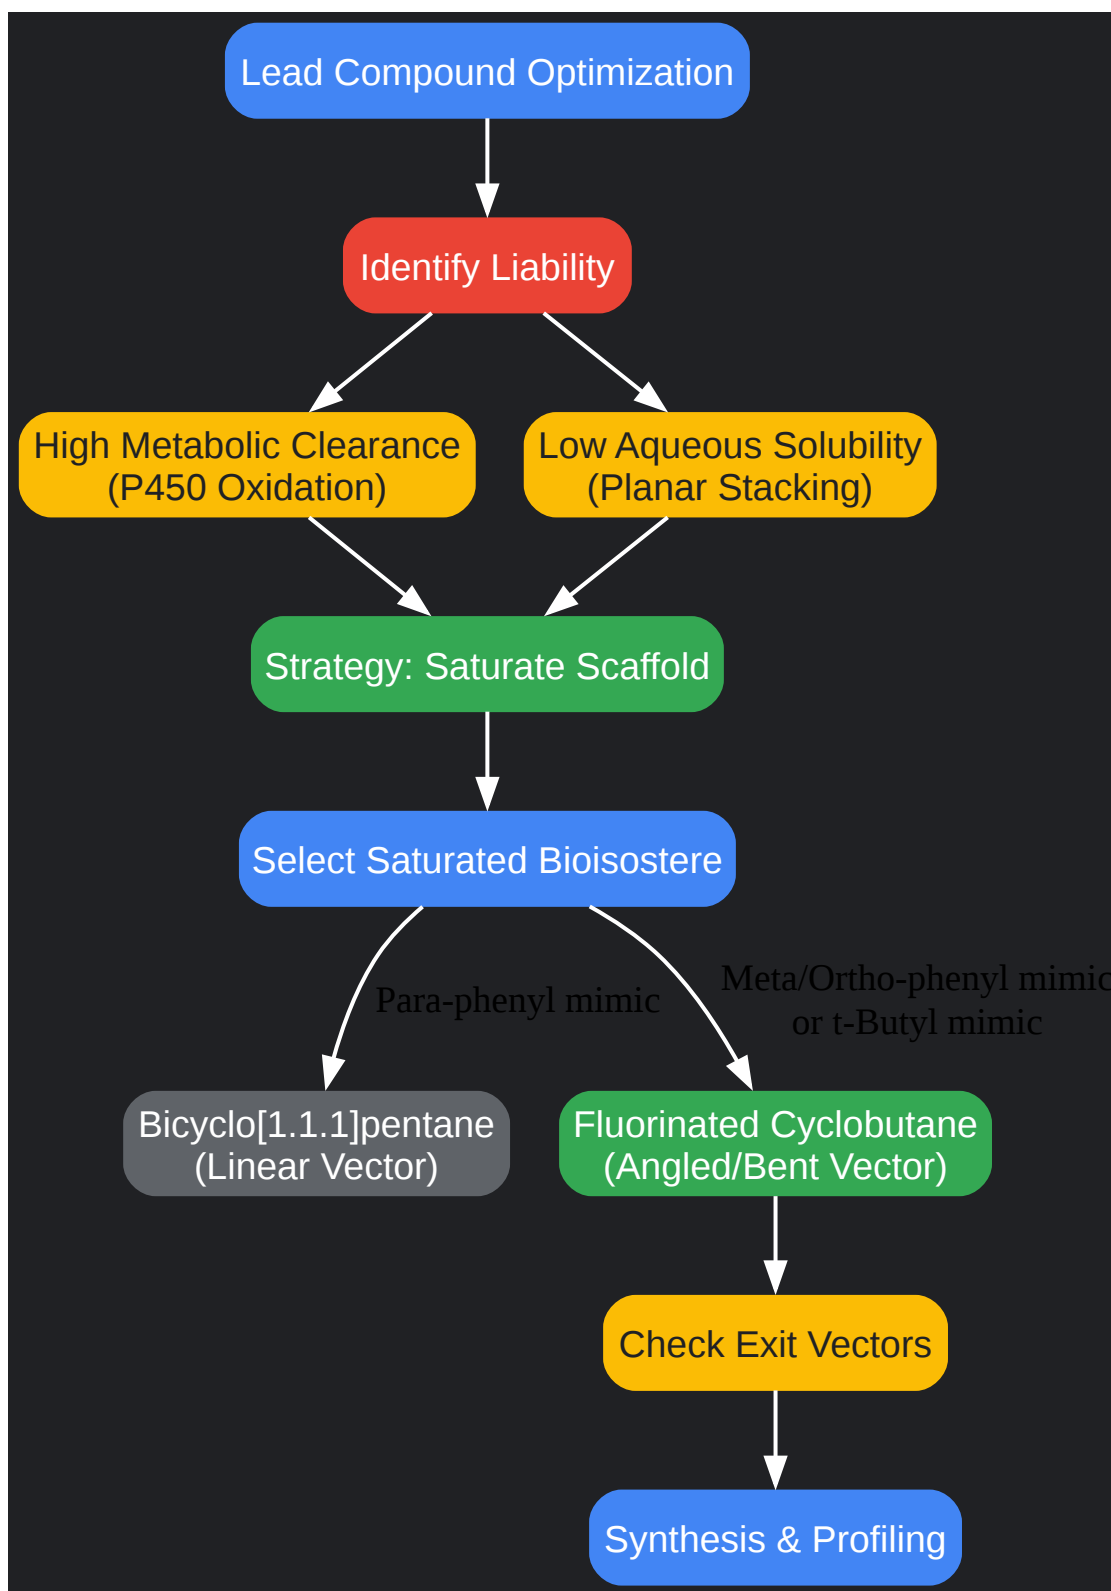 Lead Compound Optimization
Identify Liability
High Metabolic Clearance
(P450 Oxidation)
Low Aqueous Solubility
(Planar Stacking)
Strategy: Saturate Scaffold
Select Saturated Bioisostere
Para-phenyl mimic
Meta/Ortho-phenyl mimic
or t-Butyl mimic
Bicyclo[1.1.1]pentane
(Linear Vector)
Fluorinated Cyclobutane
(Angled/Bent Vector)
Check Exit Vectors
Synthesis & Profiling